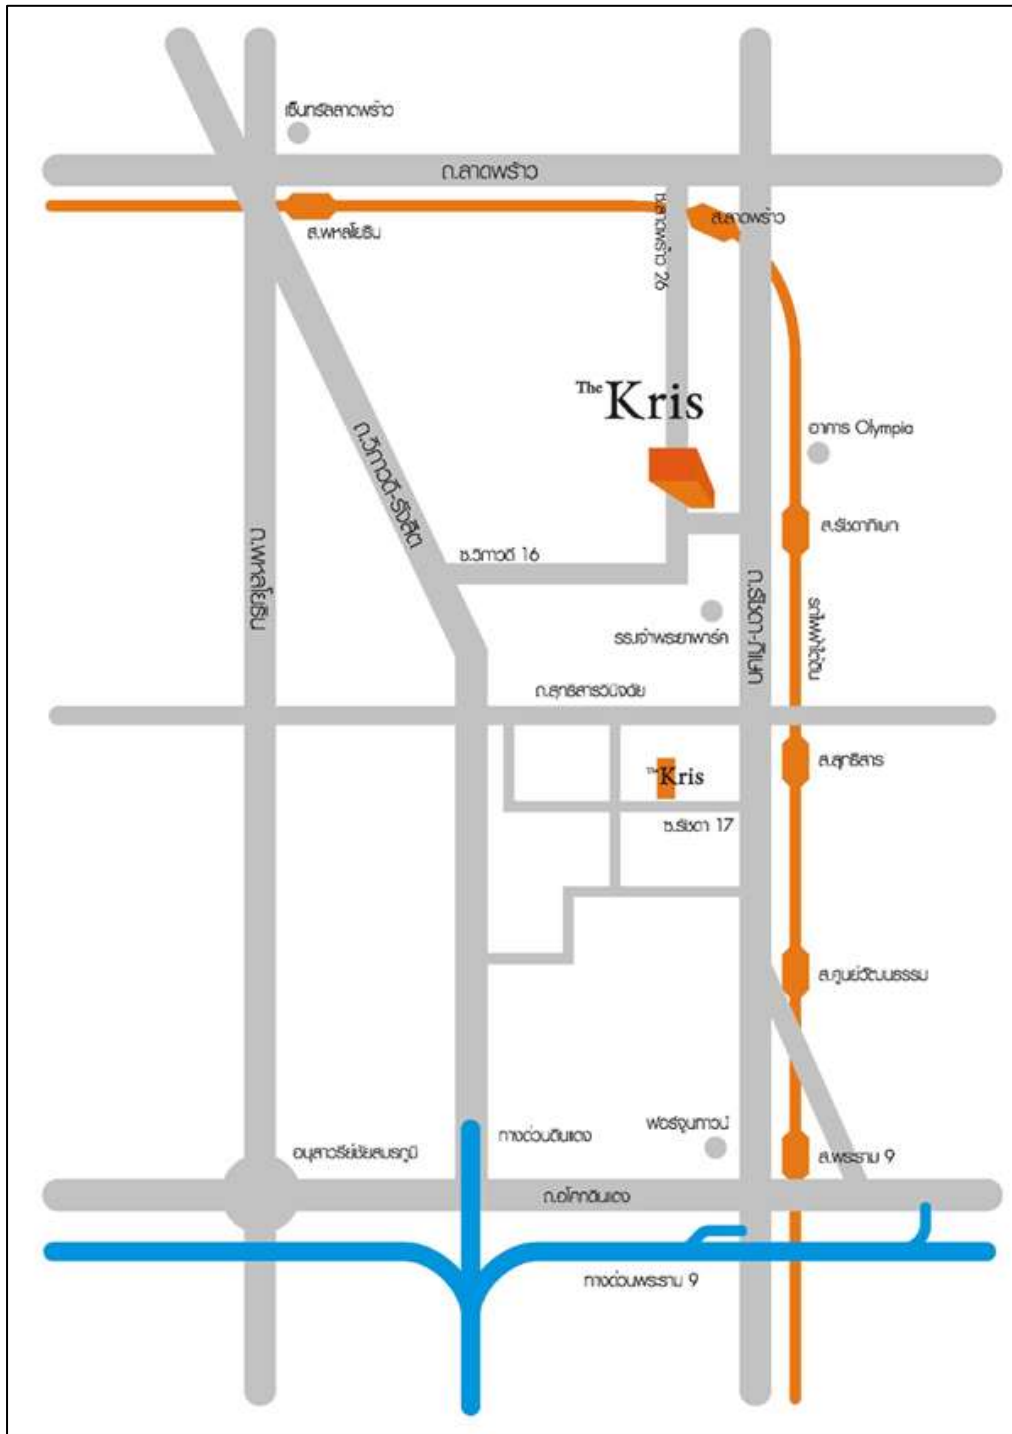 เซ็นทรัลลาดพร้าว
ถ.ลาดพร้าว
ส.พหลโยธิน
ซ.ลาดพร้าว 26
ส.ลาดพร้าว
The Kris
อาคาร Olympia
ถ.วิภาวดี-รังสิต
ส.รัชดาภิเษก
ถ.พหลโยธิน
ซ.วิภาวดี 16
ถ.รัชดา-ภิเษก
รถไฟฟ้าใต้ดิน
รร.เจ้าพระยาพาร์ค
ถ.สุทธิสารวินิจฉัย
ส.สุทธิสาร
The Kris
ซ.รัชดา 17
ส.ศูนย์วัฒนธรรม
ฟอร์จูนทาวน์
ทางด่วนดินแดง
อนุสาวรีย์ชัยสมรภูมิ
ส.พระราม 9
ถ.อโศกดินแดง
ทางด่วนพระราม 9